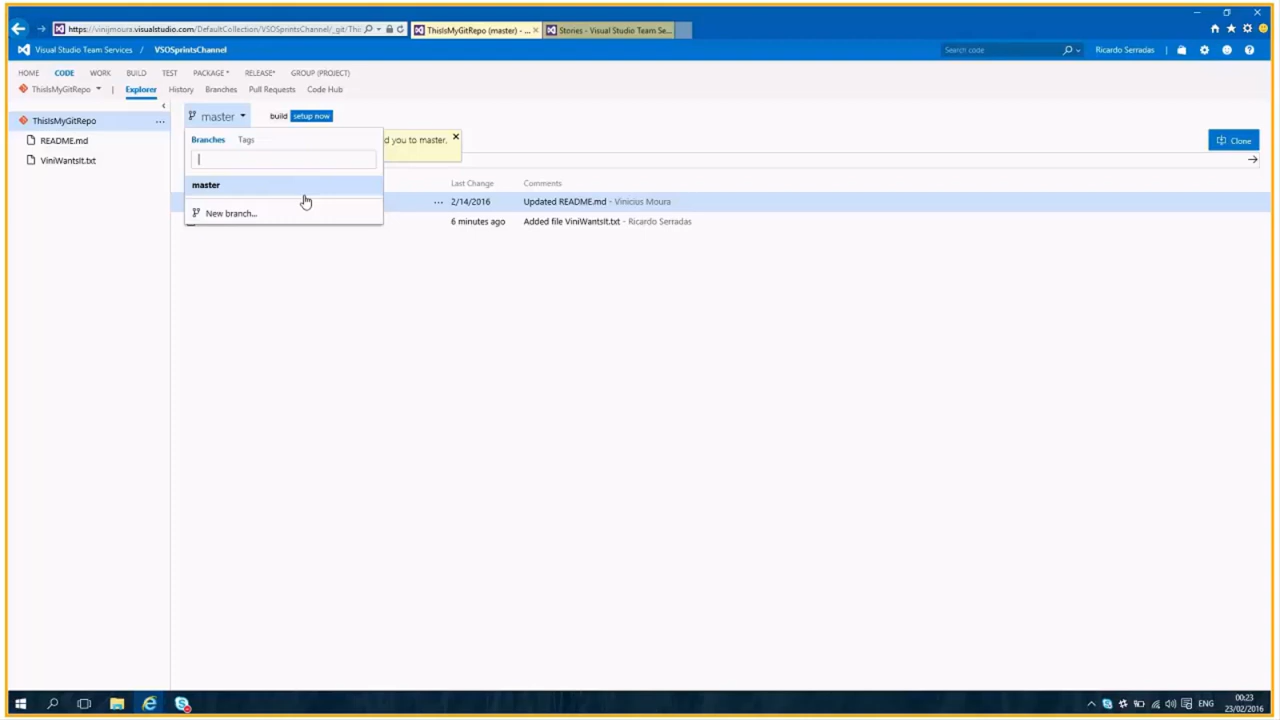 https://vinijmoura.visualstudio.com/DefaultCollection/VSOSprintsChannel/_git/This
ThisIsMyGitRepo (master) - ...
Stories - Visual Studio Team Se...
Visual Studio Team Services / VSOSprintsChannel
Search code
Ricardo Serradas
HOME CODE WORK BUILD TEST PACKAGE* RELEASE* GROUP (PROJECT)
ThisIsMyGitRepo | Explorer History Branches Pull Requests Code Hub
ThisIsMyGitRepo ...
README.md
ViniWantsIt.txt
master
build setup now
Branches Tags
d you to master.
Clone
master
New branch...
Last Change Comments
... 2/14/2016 Updated README.md - Vinicius Moura
6 minutes ago Added file ViniWantsIt.txt - Ricardo Serradas
ENG
00:23
23/02/2016